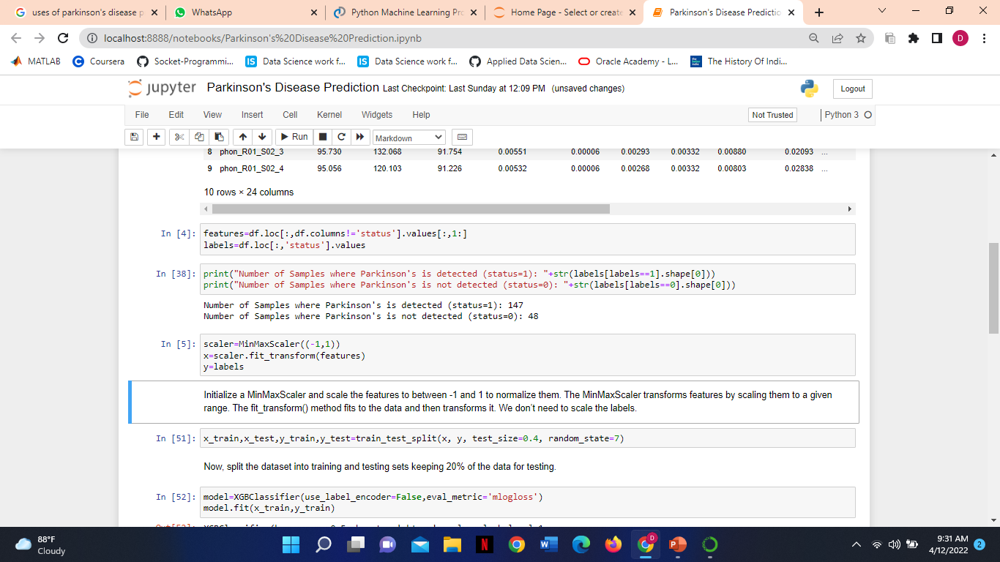 uses of parkinson's disease p
WhatsApp
Python Machine Learning Pro
Home Page - Select or create
Parkinson's Disease Predictio
localhost:8888/notebooks/Parkinson's%20Disease%20Prediction.ipynb
D
MATLAB
Coursera
Socket-Programmi...
IS Data Science work f...
IS Data Science work f...
Applied Data Scien...
Oracle Academy - L...
The History Of Indi...
jupyter Parkinson's Disease Prediction Last Checkpoint: Last Sunday at 12:09 PM (unsaved changes)
Logout
File Edit View Insert Cell Kernel Widgets Help
Not Trusted
Python 3
Run
Markdown
8 phon_R01_S02_3 95.730 132.068 91.754 0.00551 0.00006 0.00293 0.00332 0.00880 0.02093 ...
9 phon_R01_S02_4 95.056 120.103 91.226 0.00532 0.00006 0.00268 0.00332 0.00803 0.02838 ...
10 rows × 24 columns
In [4]: features=df.loc[:,df.columns!='status'].values[:,1:]
labels=df.loc[:,'status'].values
In [38]: print("Number of Samples where Parkinson's is detected (status=1): "+str(labels[labels==1].shape[0]))
print("Number of Samples where Parkinson's is not detected (status=0): "+str(labels[labels==0].shape[0]))
Number of Samples where Parkinson's is detected (status=1): 147
Number of Samples where Parkinson's is not detected (status=0): 48
In [5]: scaler=MinMaxScaler((-1,1))
x=scaler.fit_transform(features)
y=labels
Initialize a MinMaxScaler and scale the features to between -1 and 1 to normalize them. The MinMaxScaler transforms features by scaling them to a given
range. The fit_transform() method fits to the data and then transforms it. We don't need to scale the labels.
In [51]: x_train,x_test,y_train,y_test=train_test_split(x, y, test_size=0.4, random_state=7)
Now, split the dataset into training and testing sets keeping 20% of the data for testing.
In [52]: model=XGBClassifier(use_label_encoder=False,eval_metric='mlogloss')
model.fit(x_train,y_train)
88°F
Cloudy
N
W
D
P
9:31 AM
4/12/2022
2